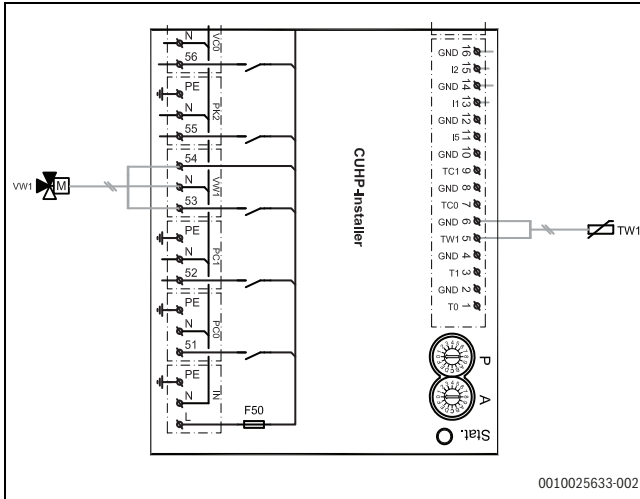 N
VC0
56
PE
PK2
N
55
54
VW1
N
53
PE
PC1
N
52
PE
PC0
N
51
PE
IN
N
L
F50
VW1
M
CUHP-Installer
GND 16
I2 15
GND 14
I1 13
GND 12
I5 11
GND 10
TC1 9
GND 8
TC0 7
GND 6
TW1 5
GND 4
T1 3
GND 2
T0 1
TW1
P
A
Stat.
0010025633-002